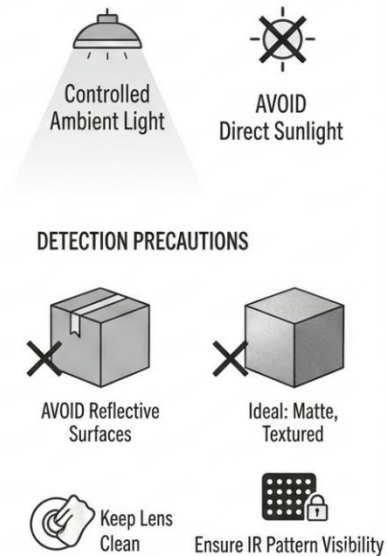 Controlled
Ambient Light
AVOID
Direct Sunlight
DETECTION PRECAUTIONS
AVOID Reflective
Surfaces
Ideal: Matte,
Textured
Keep Lens
Clean
Ensure IR Pattern Visibility